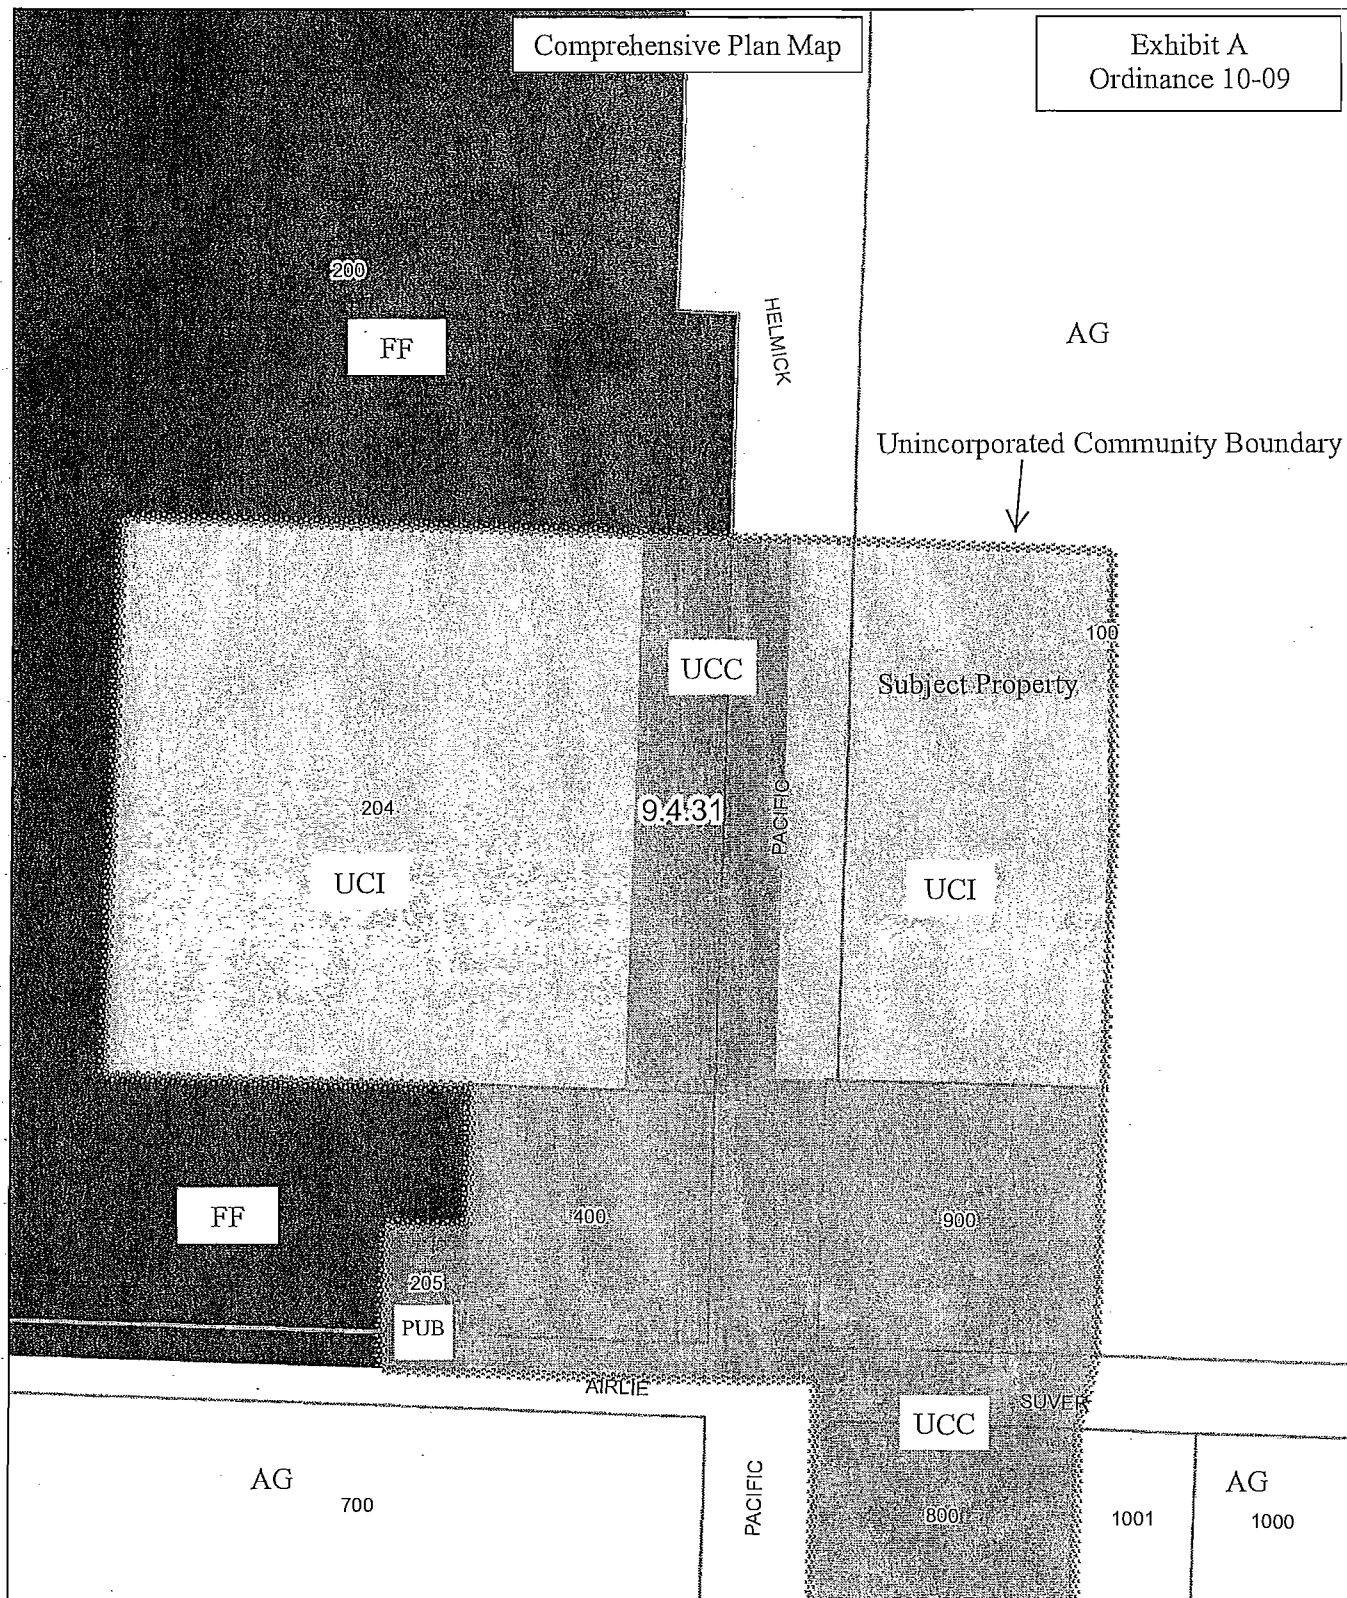 Comprehensive Plan Map
Exhibit A
Ordinance 10-09
200
FF
HELMICK
AG
Unincorporated Community Boundary
100
UCC
Subject Property
204
9.4.31
PACIFIC
UCI
UCI
FF
400
900
205
PUB
AIRLIE
SUVER
UCC
AG
700
PACIFIC
800
1001
AG
1000